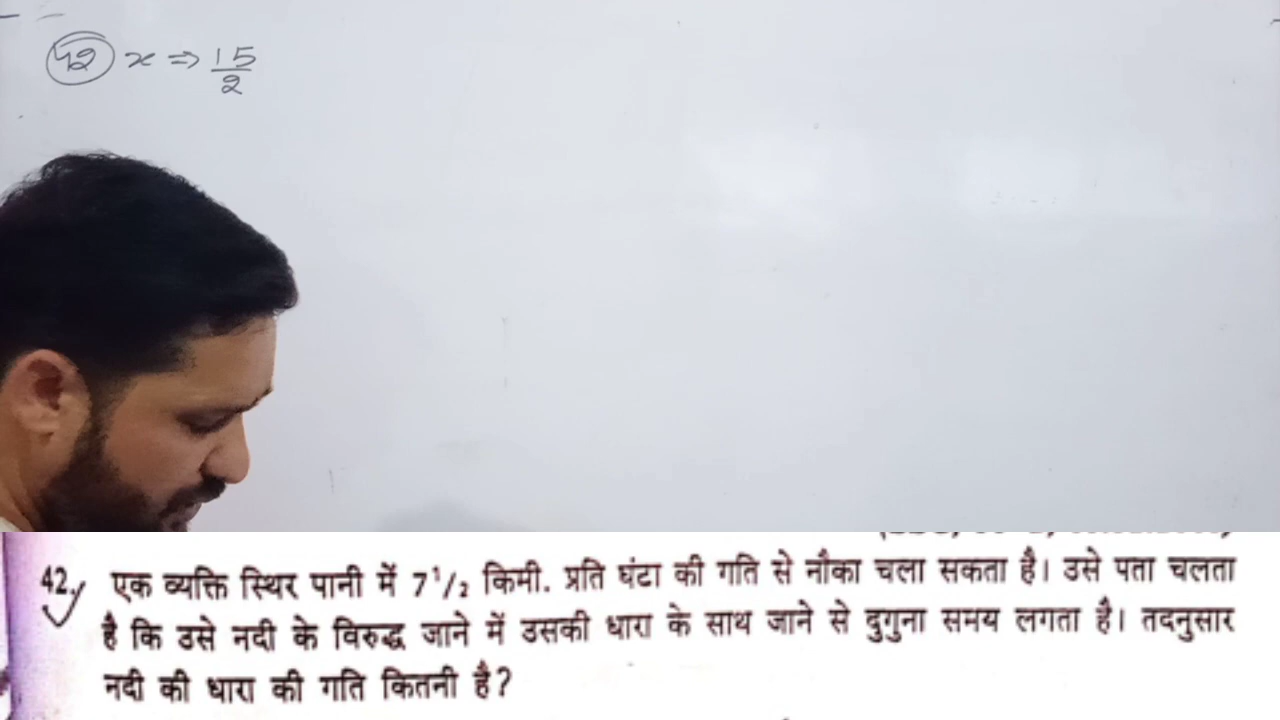 42 x ⇒ 15/2
42. एक व्यक्ति स्थिर पानी में 7¹/₂ किमी. प्रति घंटा की गति से नौका चला सकता है। उसे पता चलता
है कि उसे नदी के विरुद्ध जाने में उसकी धारा के साथ जाने से दुगुना समय लगता है। तदनुसार
नदी की धारा की गति कितनी है?